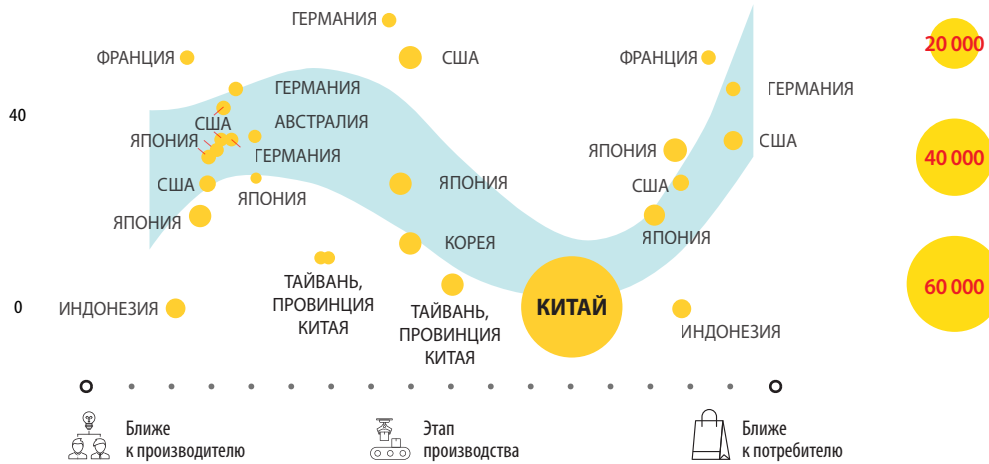 ГЕРМАНИЯ
20 000
ФРАНЦИЯ
США
ФРАНЦИЯ
ГЕРМАНИЯ
ГЕРМАНИЯ
40
США
АВСТРАЛИЯ
ЯПОНИЯ
ГЕРМАНИЯ
ЯПОНИЯ
США
40 000
США
ЯПОНИЯ
ЯПОНИЯ
США
ЯПОНИЯ
ЯПОНИЯ
КОРЕЯ
ЯПОНИЯ
ТАЙВАНЬ,
ПРОВИНЦИЯ
КИТАЯ
60 000
0
ИНДОНЕЗИЯ
ТАЙВАНЬ,
ПРОВИНЦИЯ
КИТАЯ
КИТАЙ
ИНДОНЕЗИЯ
Ближе
к производителю
Этап
производства
Ближе
к потребителю